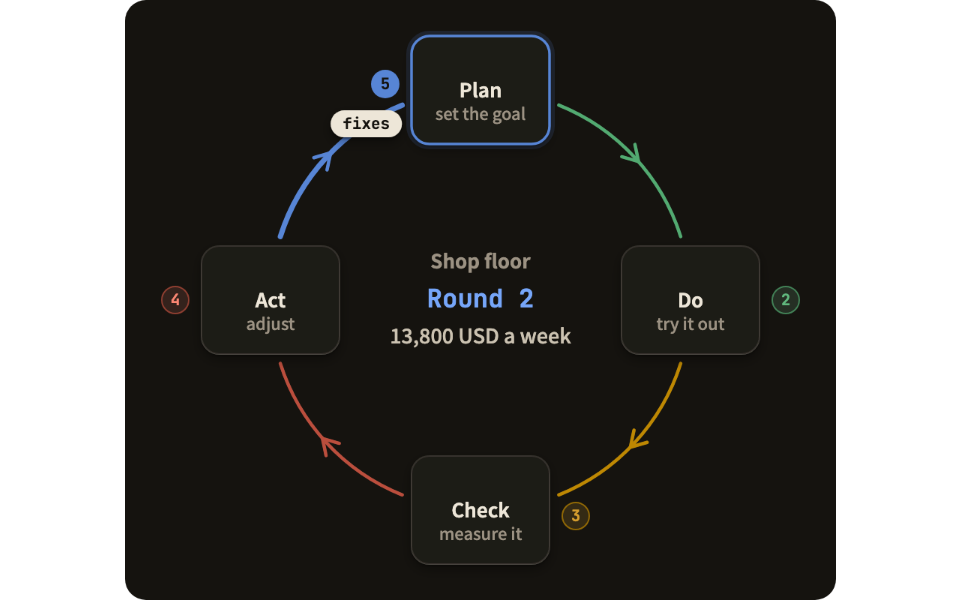 5
Plan
set the goal
fixes
Shop floor
Round 2
13,800 USD a week
4
Act
adjust
Do
try it out
2
Check
measure it
3